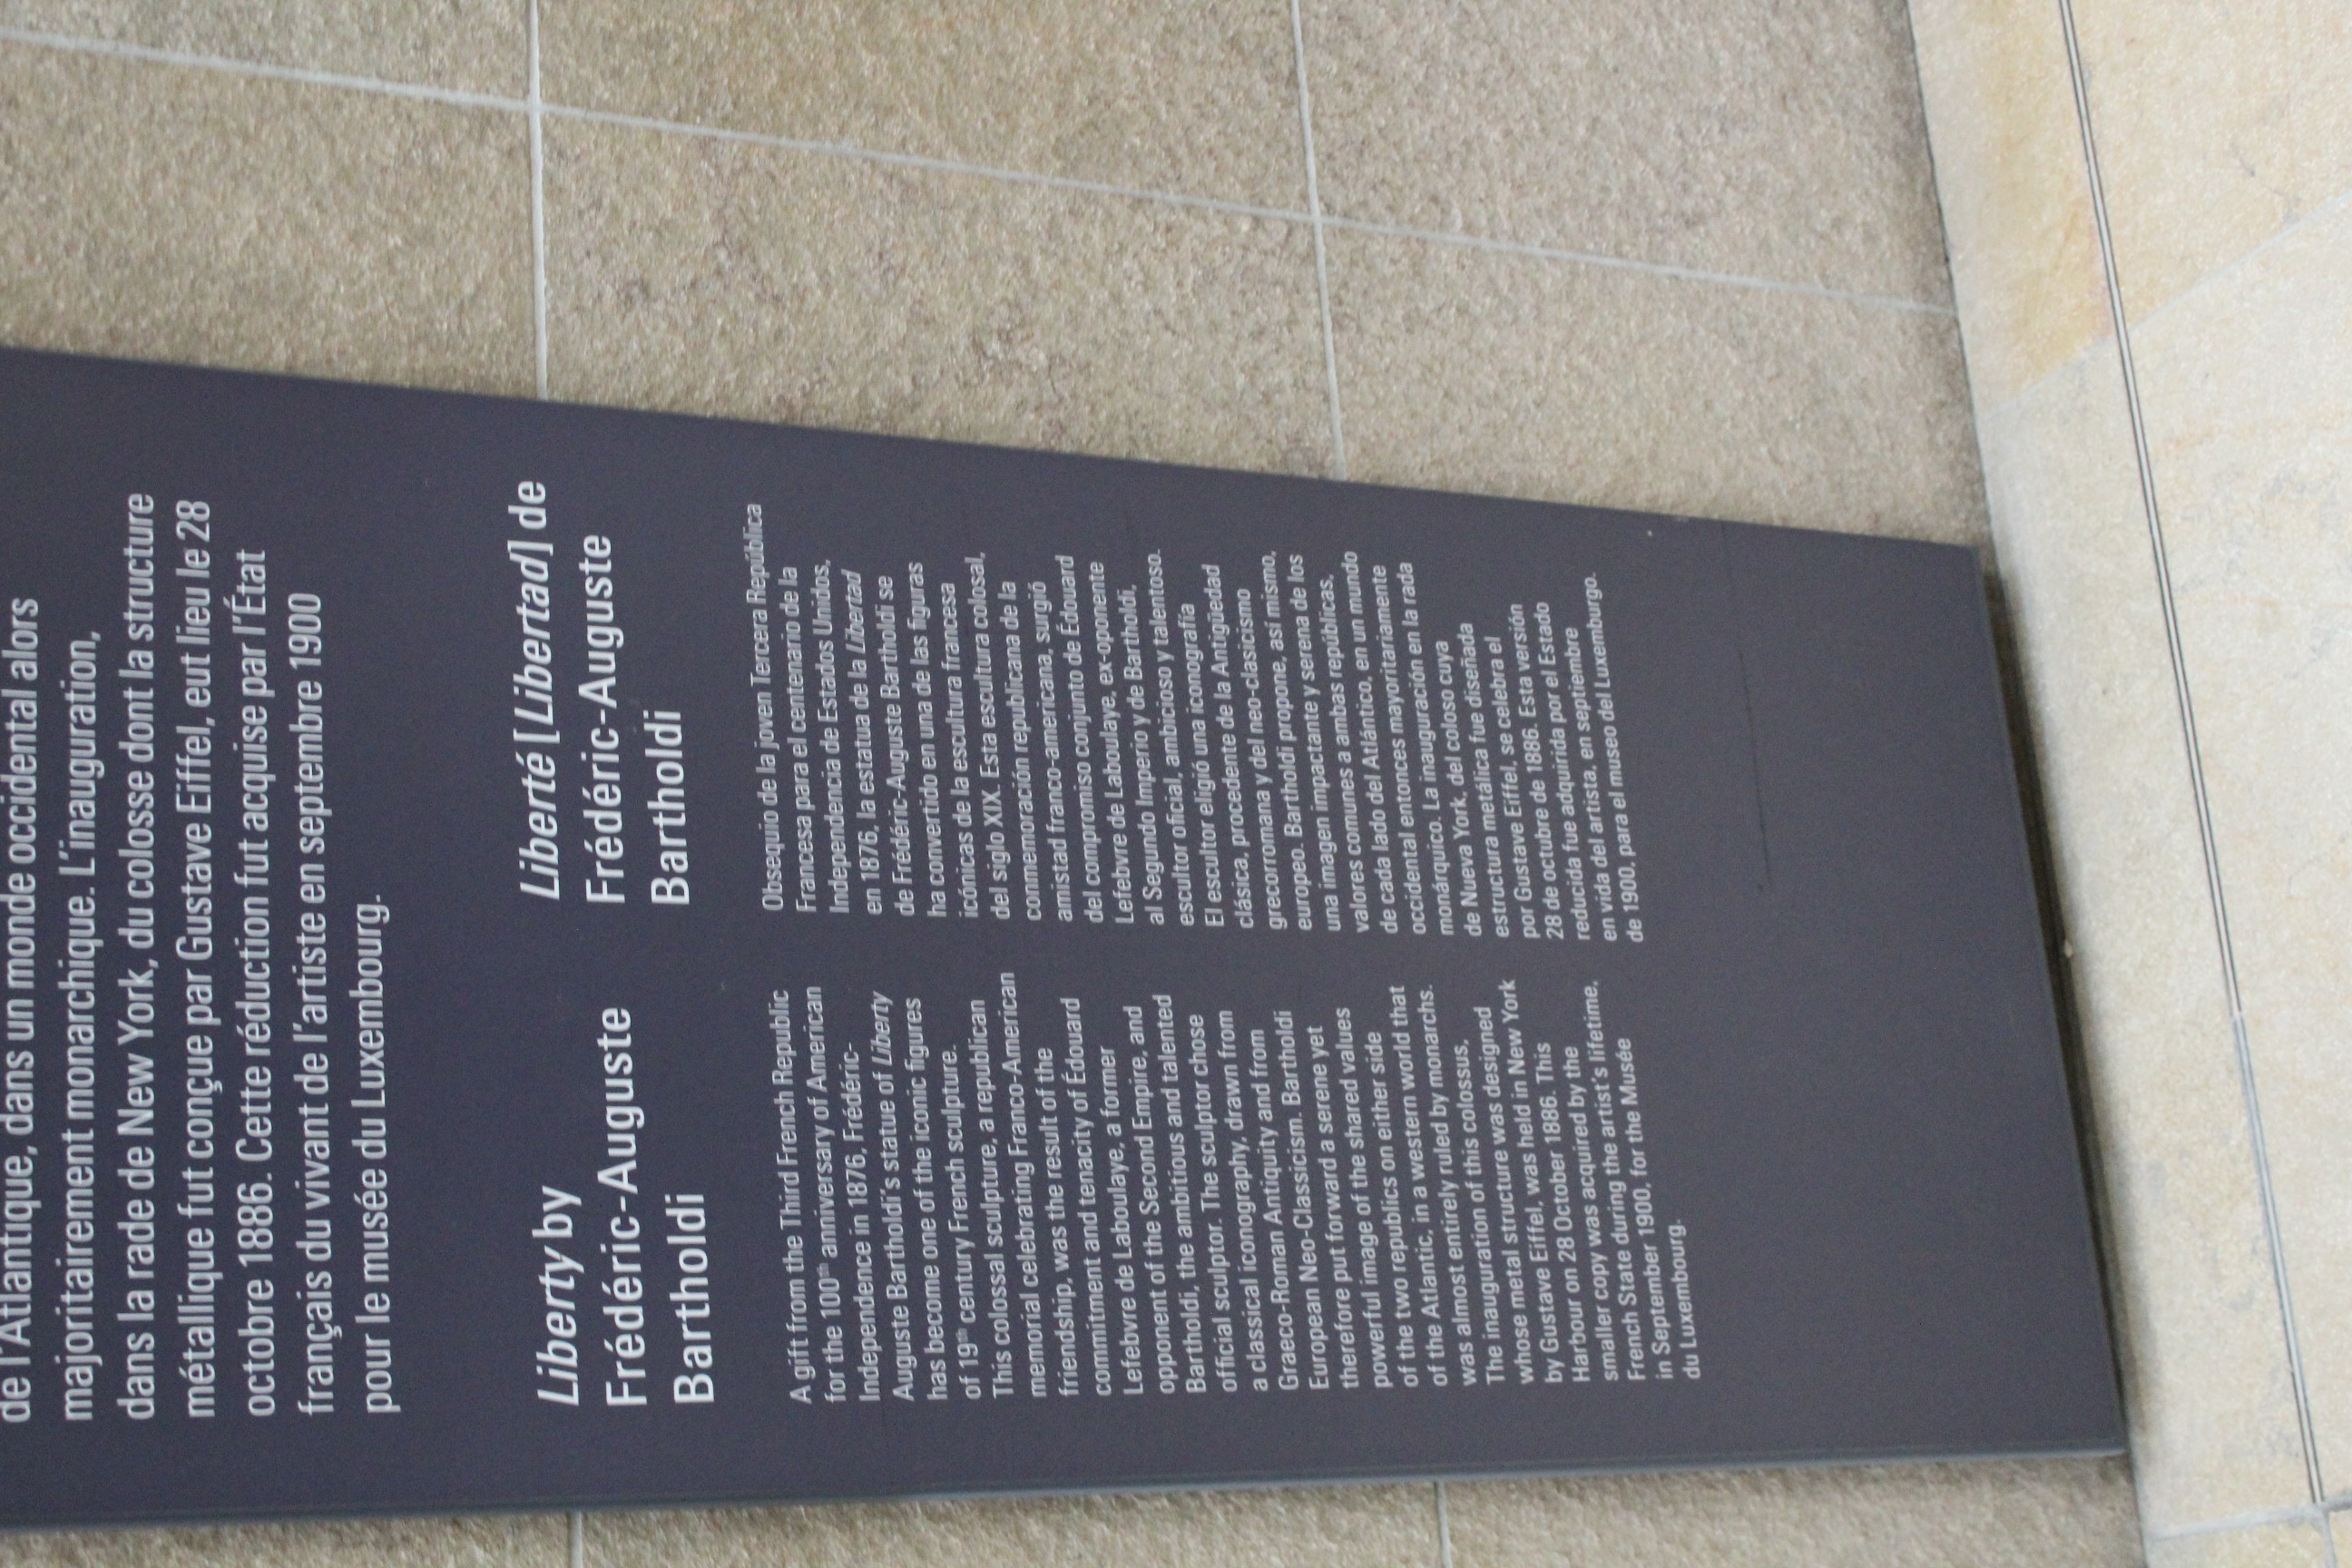 de l'Atlantique, dans un monde occidental alors
majoritairement monarchique. L'inauguration,
dans la rade de New York, du colosse dont la structure
métallique fut conçue par Gustave Eiffel, eut lieu le 28
octobre 1886. Cette réduction fut acquise par l'État
français du vivant de l'artiste en septembre 1900
pour le musée du Luxembourg.
Liberty by
Frédéric-Auguste
Bartholdi
A gift from the Third French Republic
for the 100th anniversary of American
Independence in 1876, Frédéric-
Auguste Bartholdi's statue of Liberty
has become one of the iconic figures
of 19th century French sculpture.
This colossal sculpture, a republican
memorial celebrating Franco-American
friendship, was the result of the
commitment and tenacity of Édouard
Lefebvre de Laboulaye, a former
opponent of the Second Empire, and
Bartholdi, the ambitious and talented
official sculptor. The sculptor chose
a classical iconography, drawn from
Graeco-Roman Antiquity and from
European Neo-Classicism. Bartholdi
therefore put forward a serene yet
powerful image of the shared values
of the two republics on either side
of the Atlantic, in a western world that
was almost entirely ruled by monarchs.
The inauguration of this colossus,
whose metal structure was designed
by Gustave Eiffel, was held in New York
Harbour on 28 October 1886. This
smaller copy was acquired by the
French State during the artist's lifetime,
in September 1900, for the Musée
du Luxembourg.
Liberté [Libertad] de
Frédéric-Auguste
Bartholdi
Obsequio de la joven Tercera República
Francesa para el centenario de la
Independencia de Estados Unidos,
en 1876, la estatua de la Libertad
de Frédéric-Auguste Bartholdi se
ha convertido en una de las figuras
icónicas de la escultura francesa
del siglo XIX. Esta escultura colosal,
conmemoración republicana de la
amistad franco-americana, surgió
del compromiso conjunto de Édouard
Lefebvre de Laboulaye, ex-oponente
al Segundo Imperio y de Bartholdi,
escultor oficial, ambicioso y talentoso.
El escultor eligió una iconografía
clásica, procedente de la Antigüedad
grecorromana y del neo-clasicismo
europeo. Bartholdi propone, así mismo,
una imagen impactante y serena de los
valores comunes a ambas repúblicas,
de cada lado del Atlántico, en un mundo
occidental entonces mayoritariamente
monárquico. La inauguración en la rada
de Nueva York, del coloso cuya
estructura metálica fue diseñada
por Gustave Eiffel, se celebra el
28 de octubre de 1886. Esta versión
reducida fue adquirida por el Estado
en vida del artista, en septiembre
de 1900, para el museo del Luxemburgo.